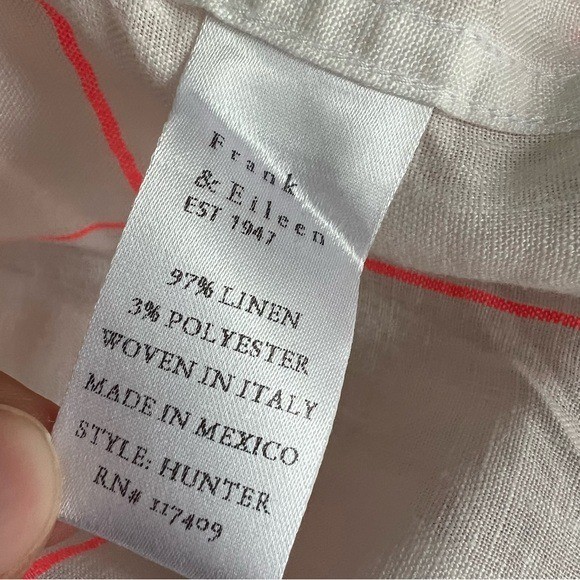 Frank
& Eileen
EST 1947
97% LINEN
3% POLYESTER
WOVEN IN ITALY
MADE IN MEXICO
STYLE: HUNTER
RN# 117409